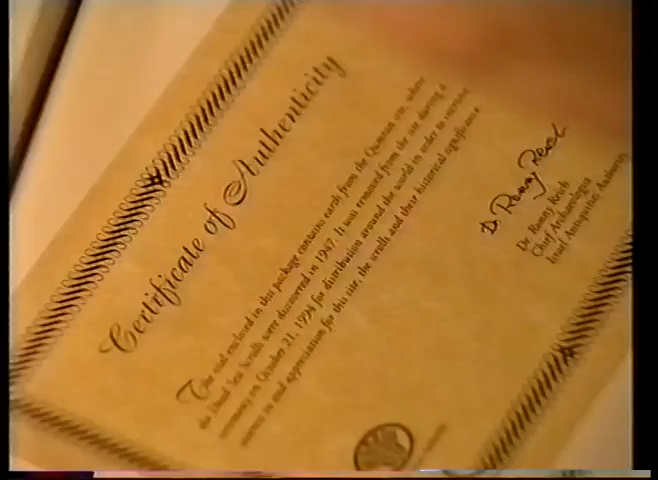 Certificate of Authenticity
The vial enclosed in this package contains earth from the Qumran site, where
the Dead Sea Scrolls were discovered in 1947. It was removed from the site during a
ceremony on October 21, 1994 for distribution around the world in order to increase
interest in and appreciation for this site, the scrolls and their historical significance.
D. Ronny Reich
Dr. Ronny Reich
Chief Archaeologist
Israel Antiquities Authority